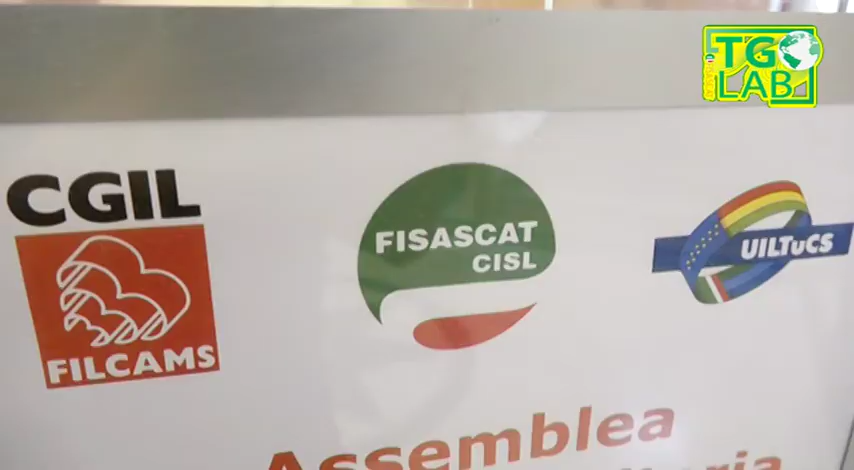 TG
LAB
CGIL
FILCAMS
FISASCAT
CISL
UILTuCS
Assemblea